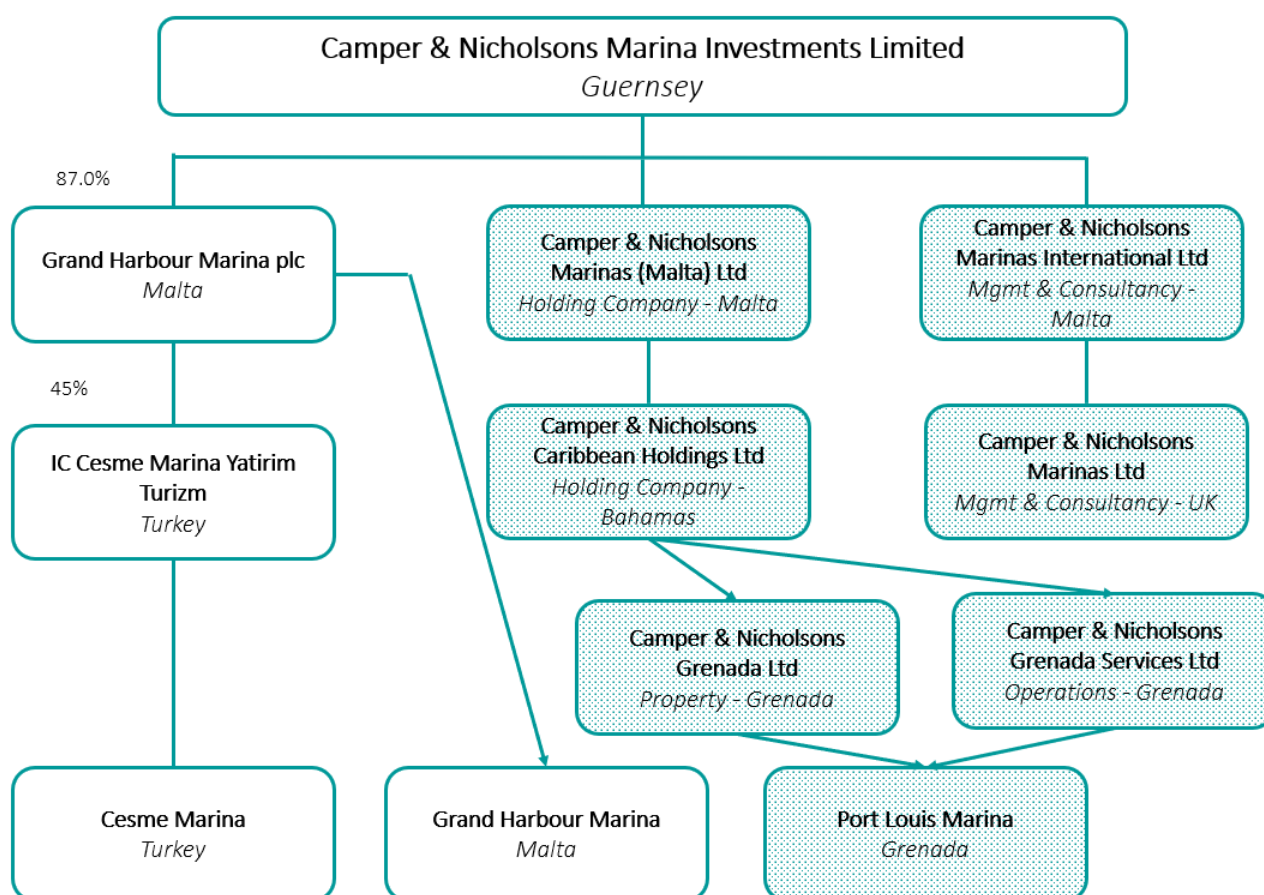 Camper & Nicholsons Marina Investments Limited
Guernsey
87.0%
Grand Harbour Marina plc
Malta
Camper & Nicholsons
Marinas (Malta) Ltd
Holding Company - Malta
Camper & Nicholsons
Marinas International Ltd
Mgmt & Consultancy -
Malta
45%
IC Cesme Marina Yatirim
Turizm
Turkey
Camper & Nicholsons
Caribbean Holdings Ltd
Holding Company -
Bahamas
Camper & Nicholsons
Marinas Ltd
Mgmt & Consultancy - UK
Camper & Nicholsons
Grenada Ltd
Property - Grenada
Camper & Nicholsons
Grenada Services Ltd
Operations - Grenada
Cesme Marina
Turkey
Grand Harbour Marina
Malta
Port Louis Marina
Grenada